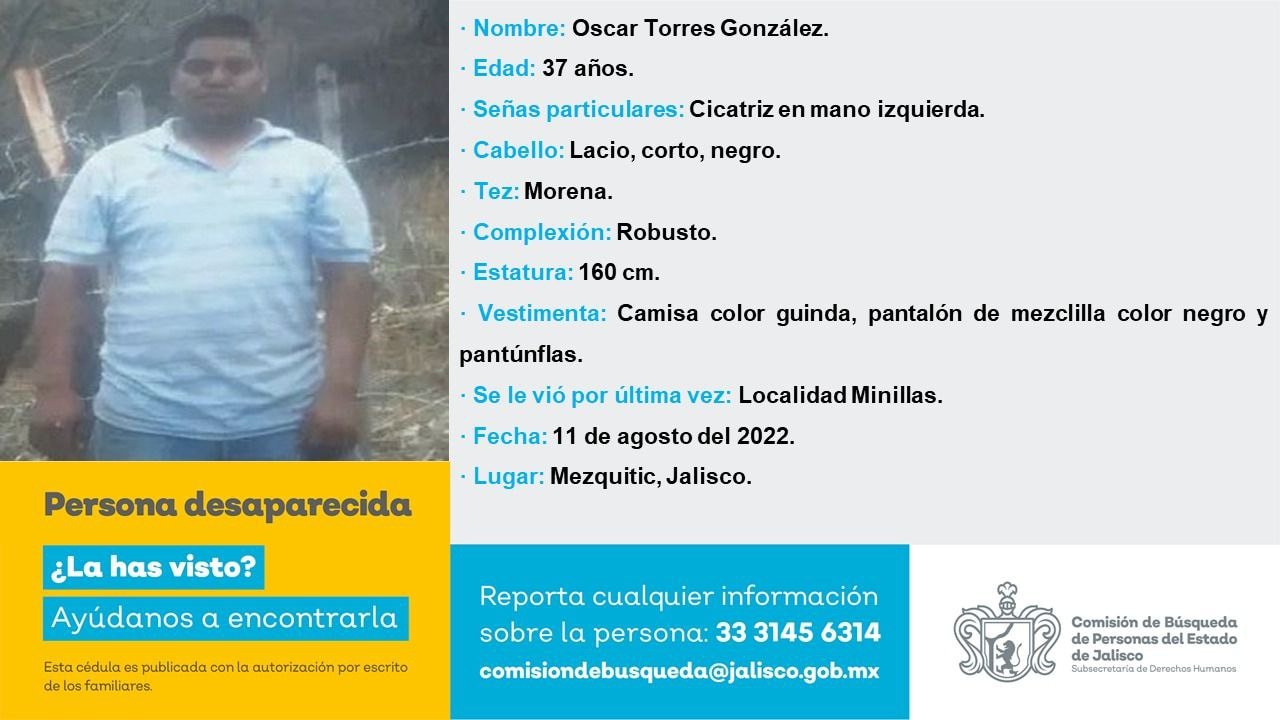 · Nombre: Oscar Torres González.
· Edad: 37 años.
· Señas particulares: Cicatriz en mano izquierda.
· Cabello: Lacio, corto, negro.
· Tez: Morena.
· Complexión: Robusto.
· Estatura: 160 cm.
· Vestimenta: Camisa color guinda, pantalón de mezclilla color negro y
pantúnflas.
· Se le vió por última vez: Localidad Minillas.
· Fecha: 11 de agosto del 2022.
· Lugar: Mezquitic, Jalisco.
Persona desaparecida
¿La has visto?
Ayúdanos a encontrarla
Esta cédula es publicada con la autorización por escrito
de los familiares.
Reporta cualquier información
sobre la persona: 33 3145 6314
comisiondebusqueda@jalisco.gob.mx
Comisión de Búsqueda
de Personas del Estado
de Jalisco
Subsecretaría de Derechos Humanos